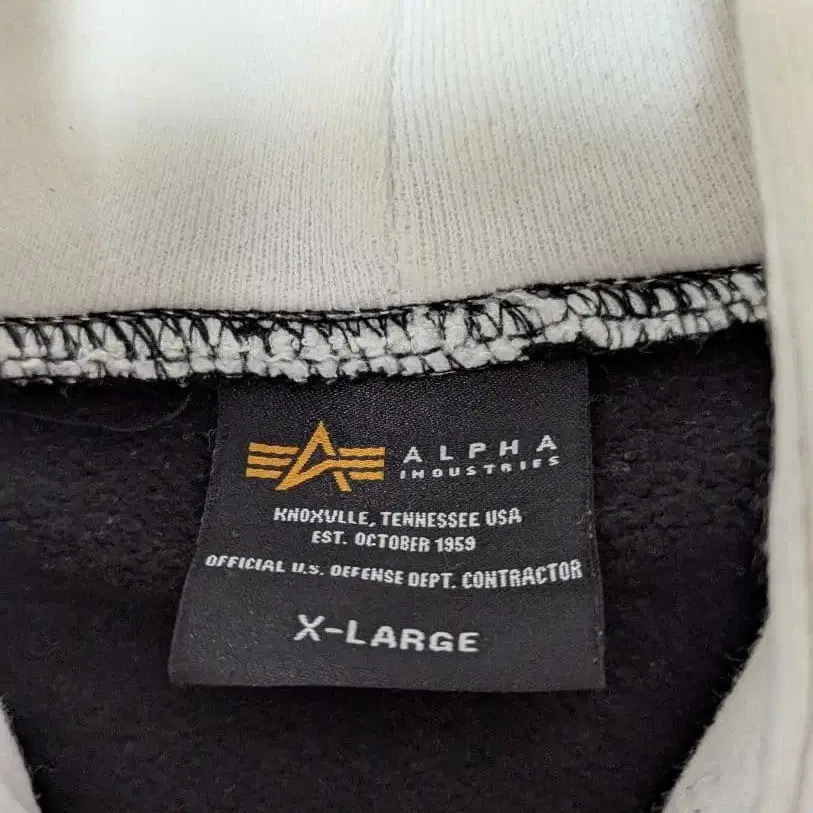 ALPHA
INDUSTRIES
KNOXVLLE, TENNESSEE USA
EST. OCTOBER 1959
OFFICIAL U.S. DEFENSE DEPT. CONTRACTOR
X-LARGE